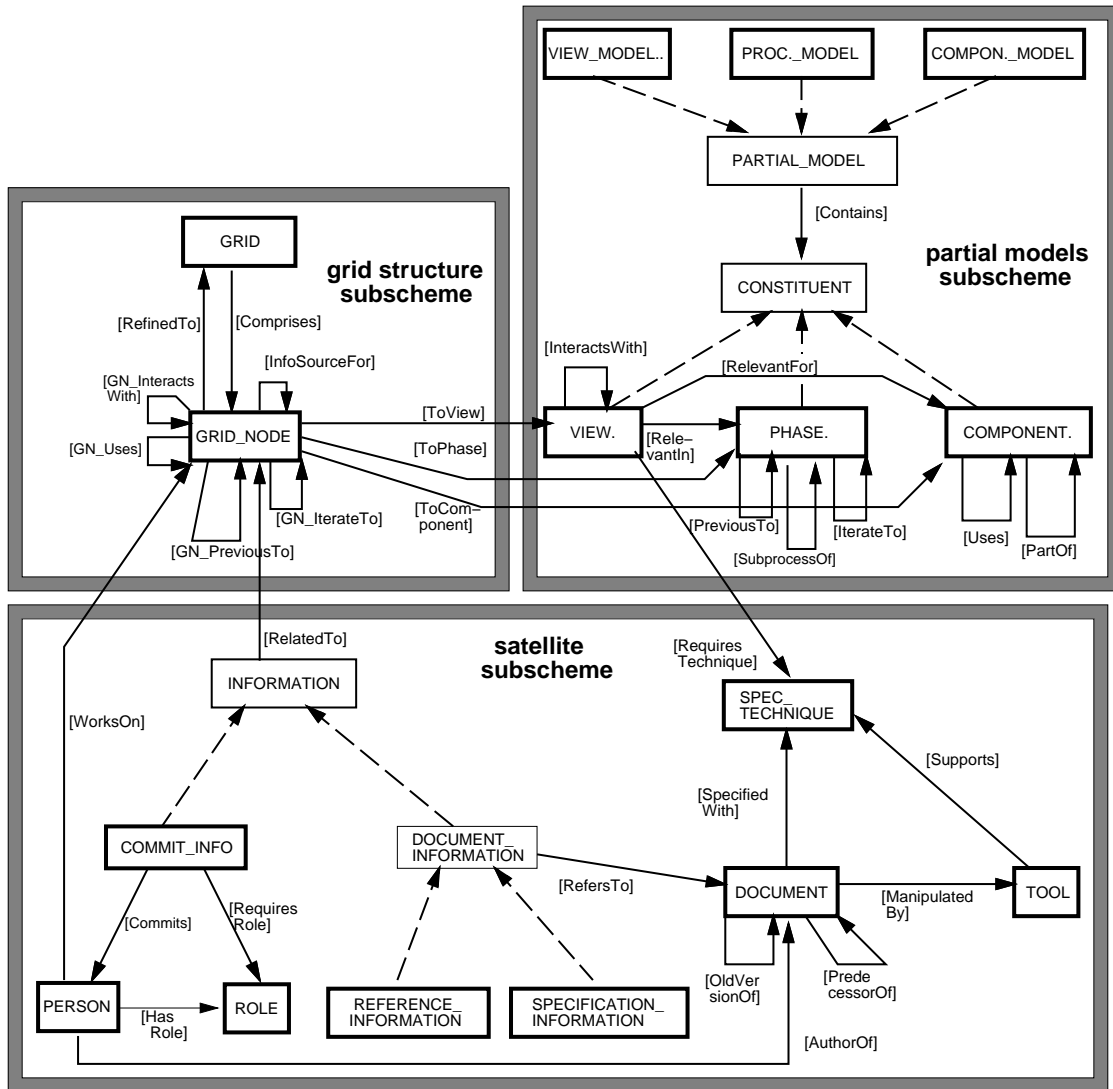 VIEW_MODEL..
PROC._MODEL
COMPON._MODEL
PARTIAL_MODEL
[Contains]
partial models
subscheme
CONSTITUENT
[InteractsWith]
[RelevantFor]
VIEW.
[Rele–
vantIn]
PHASE.
COMPONENT.
[PreviousTo]
[SubprocessOf]
[IterateTo]
[Uses]
[PartOf]
GRID
grid structure
subscheme
[RefinedTo]
[Comprises]
[InfoSourceFor]
[GN_Interacts
With]
[GN_Uses]
GRID_NODE
[ToView]
[ToPhase]
[ToCom–
ponent]
[GN_IterateTo]
[GN_PreviousTo]
satellite
subscheme
[RelatedTo]
INFORMATION
[WorksOn]
[Requires
Technique]
SPEC_
TECHNIQUE
[Supports]
[Specified
With]
COMMIT_INFO
DOCUMENT_
INFORMATION
[RefersTo]
DOCUMENT
[Manipulated
By]
TOOL
[Commits]
[Requires
Role]
[OldVer
sionOf]
[Prede
cessorOf]
PERSON
[Has
Role]
ROLE
REFERENCE_
INFORMATION
SPECIFICATION_
INFORMATION
[AuthorOf]